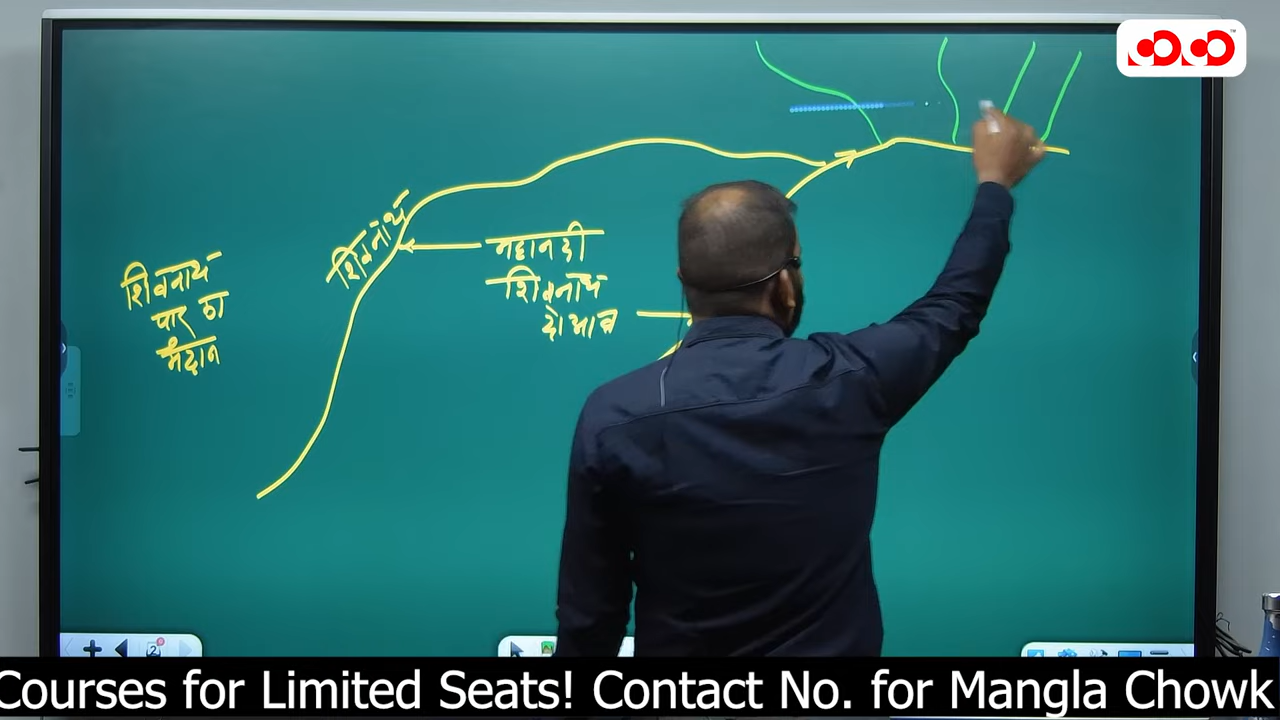 शिवनाथ
महानदी
शिवनाथ
दोआब
शिवनाथ
पार का
मैदान
Courses for Limited Seats! Contact No. for Mangla Chowk